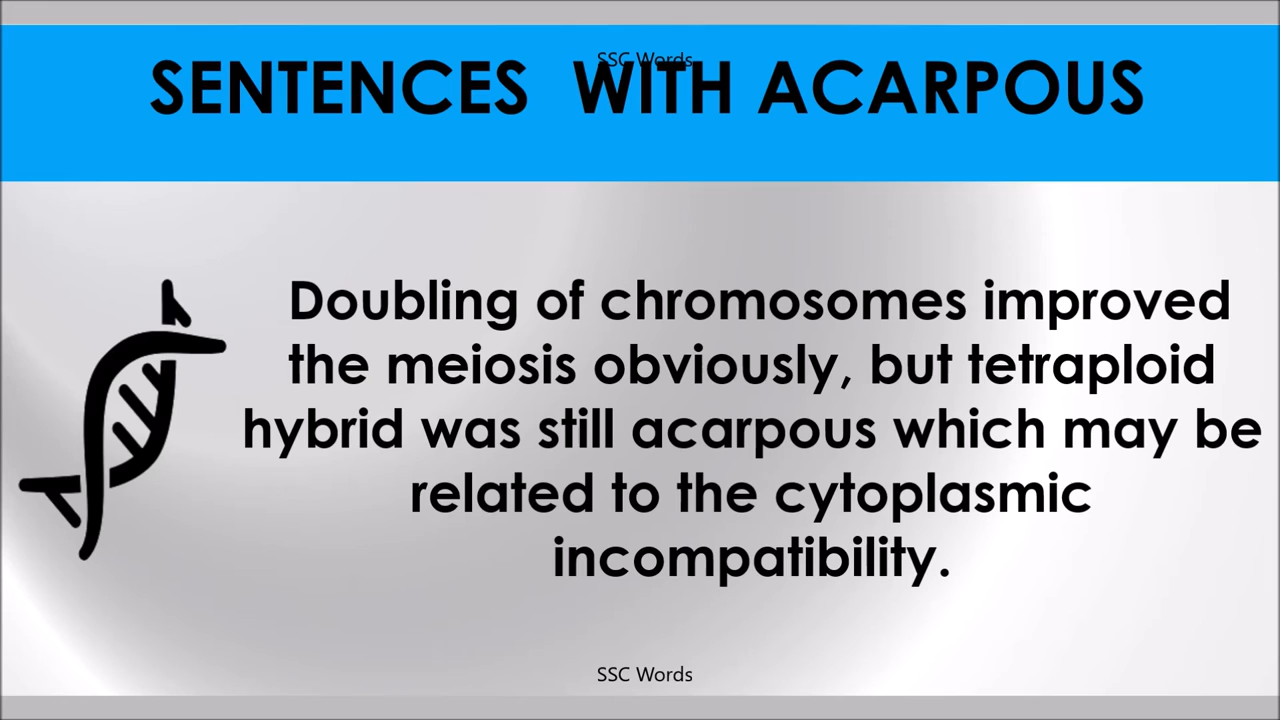 SSC Words
SENTENCES WITH ACARPOUS
Doubling of chromosomes improved
the meiosis obviously, but tetraploid
hybrid was still acarpous which may be
related to the cytoplasmic
incompatibility.
SSC Words